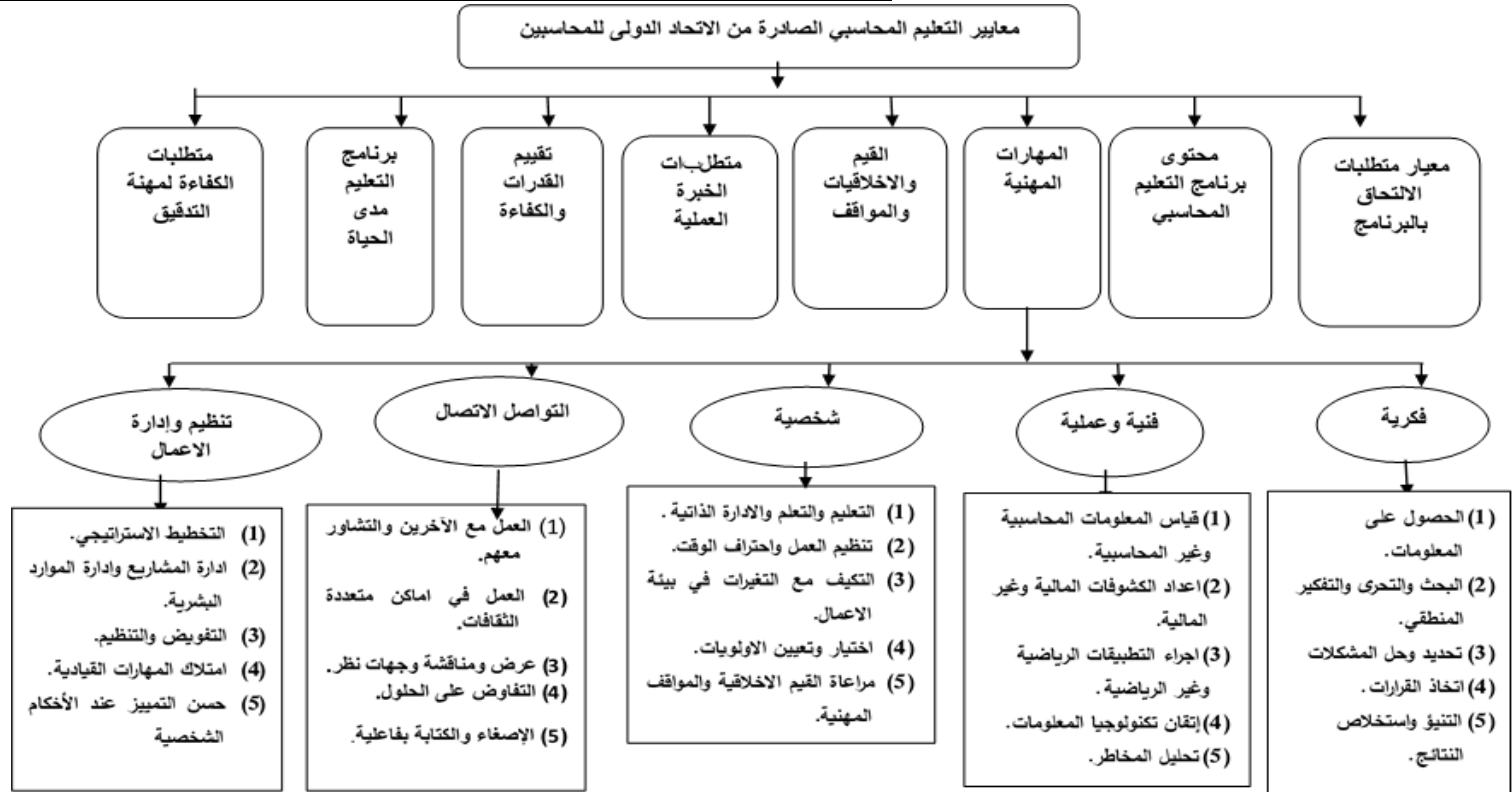 معايير التعليم المحاسبي الصادرة من الاتحاد الدولى للمحاسبين
معيار متطلبات
الالتحاق
بالبرنامج
محتوى
برنامج التعليم
المحاسبي
المهارات
المهنية
القيم
والاخلاقيات
والمواقف
متطلبات
الخبرة
العملية
تقييم
القدرات
والكفاءة
برنامج
التعليم
مدى
الحياة
متطلبات
الكفاءة لمهنة
التدقيق
فكرية
فنية وعملية
شخصية
التواصل الاتصال
تنظيم وإدارة
الاعمال
(1) الحصول على
المعلومات.
(2) البحث والتحرى والتفكير
المنطقي.
(3) تحديد وحل المشكلات
(4) اتخاذ القرارات.
(5) التنبؤ واستخلاص
النتائج.
(1) قياس المعلومات المحاسبية
وغير المحاسبية.
(2) اعداد الكشوفات المالية وغير
المالية.
(3) اجراء التطبيقات الرياضية
وغير الرياضية.
(4) إتقان تكنولوجيا المعلومات.
(5) تحليل المخاطر.
(1) التعليم والتعلم والادارة الذاتية.
(2) تنظيم العمل واحتراف الوقت.
(3) التكيف مع التغيرات في بيئة
الاعمال.
(4) اختيار وتعيين الاولويات.
(5) مراعاة القيم الاخلاقية والمواقف
المهنية.
(1) العمل مع الآخرين والتشاور
معهم.
(2) العمل في اماكن متعددة
الثقافات.
(3) عرض ومناقشة وجهات نظر.
(4) التفاوض على الحلول.
(5) الإصغاء والكتابة بفاعلية.
(1) التخطيط الاستراتيجي.
(2) ادارة المشاريع وإدارة الموارد
البشرية.
(3) التفويض والتنظيم.
(4) امتلاك المهارات القيادية.
(5) حسن التمييز عند الأخكام
الشخصية